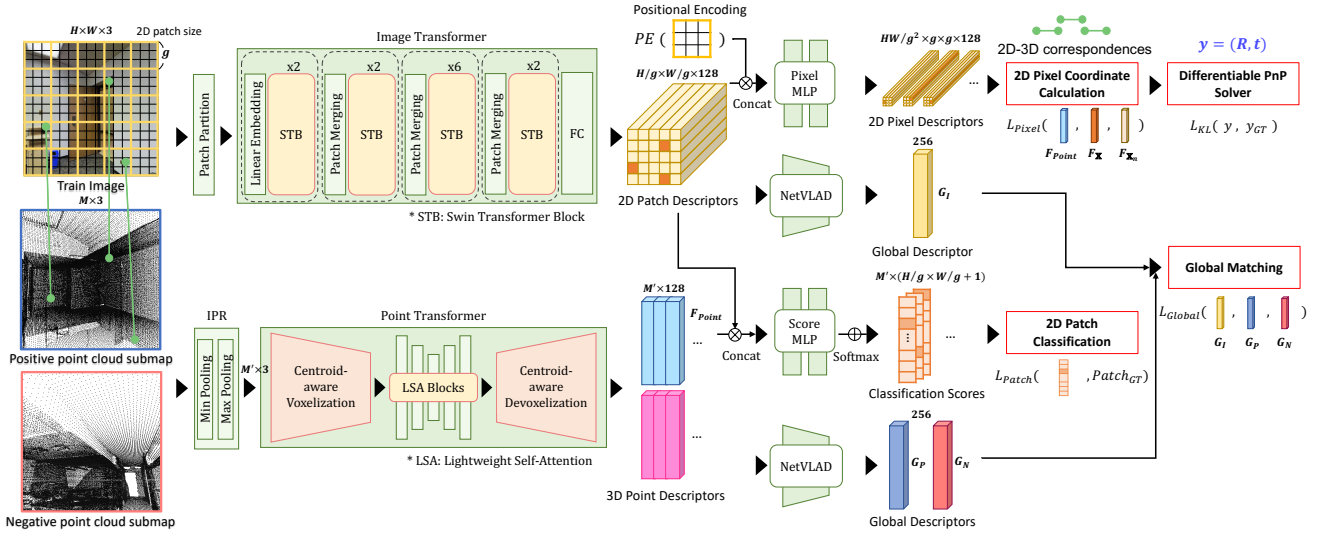 H×W×3
2D patch size
g
Train Image
M×3
Positive point cloud submap
Negative point cloud submap
Patch Partition
Image Transformer
x2
x2
x6
x2
Linear Embedding
STB
Patch Merging
STB
Patch Merging
STB
Patch Merging
STB
FC
* STB: Swin Transformer Block
IPR
Min Pooling
Max Pooling
M'×3
Point Transformer
Centroid-
aware
Voxelization
LSA Blocks
Centroid-
aware
Devoxelization
* LSA: Lightweight Self-Attention
Positional Encoding
PE ( )
H/g×W/g×128
2D Patch Descriptors
Concat
Pixel
MLP
HW/g²×g×g×128
...
2D Pixel Descriptors
NetVLAD
256
G_I
Global Descriptor
M'×128
F_Point
...
...
3D Point Descriptors
Concat
Score
MLP
Softmax
M'×(H/g×W/g+1)
...
Classification Scores
NetVLAD
256
G_P
G_N
Global Descriptors
2D-3D correspondences
2D Pixel Coordinate
Calculation
L_Pixel( , , )
F_Point F_𝐱 F_𝐱ₙ
y = (R, t)
Differentiable PnP
Solver
L_KL( y , y_GT )
2D Patch
Classification
L_Patch( , Patch_GT)
Global Matching
L_Global( , , )
G_I G_P G_N